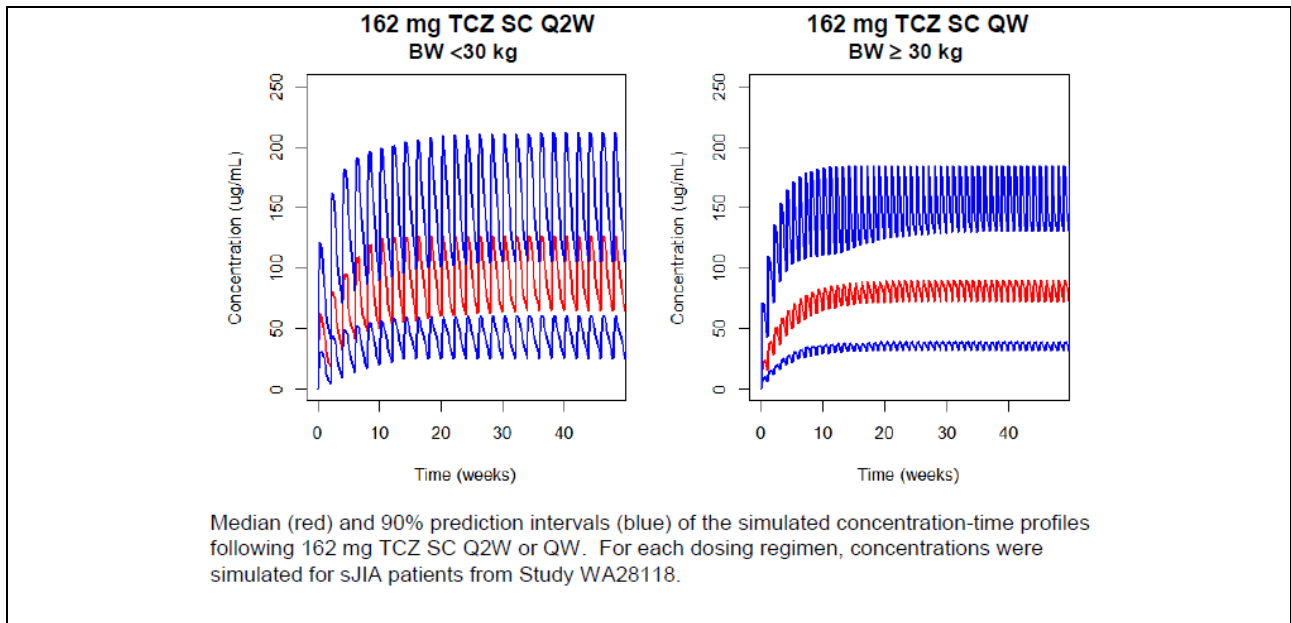 162 mg TCZ SC Q2W
BW <30 kg
250
200
150
100
50
0
Concentration (ug/mL)
0 10 20 30 40
Time (weeks)
162 mg TCZ SC QW
BW ≥ 30 kg
250
200
150
100
50
0
Concentration (ug/mL)
0 10 20 30 40
Time (weeks)
Median (red) and 90% prediction intervals (blue) of the simulated concentration-time profiles
following 162 mg TCZ SC Q2W or QW. For each dosing regimen, concentrations were
simulated for sJIA patients from Study WA28118.